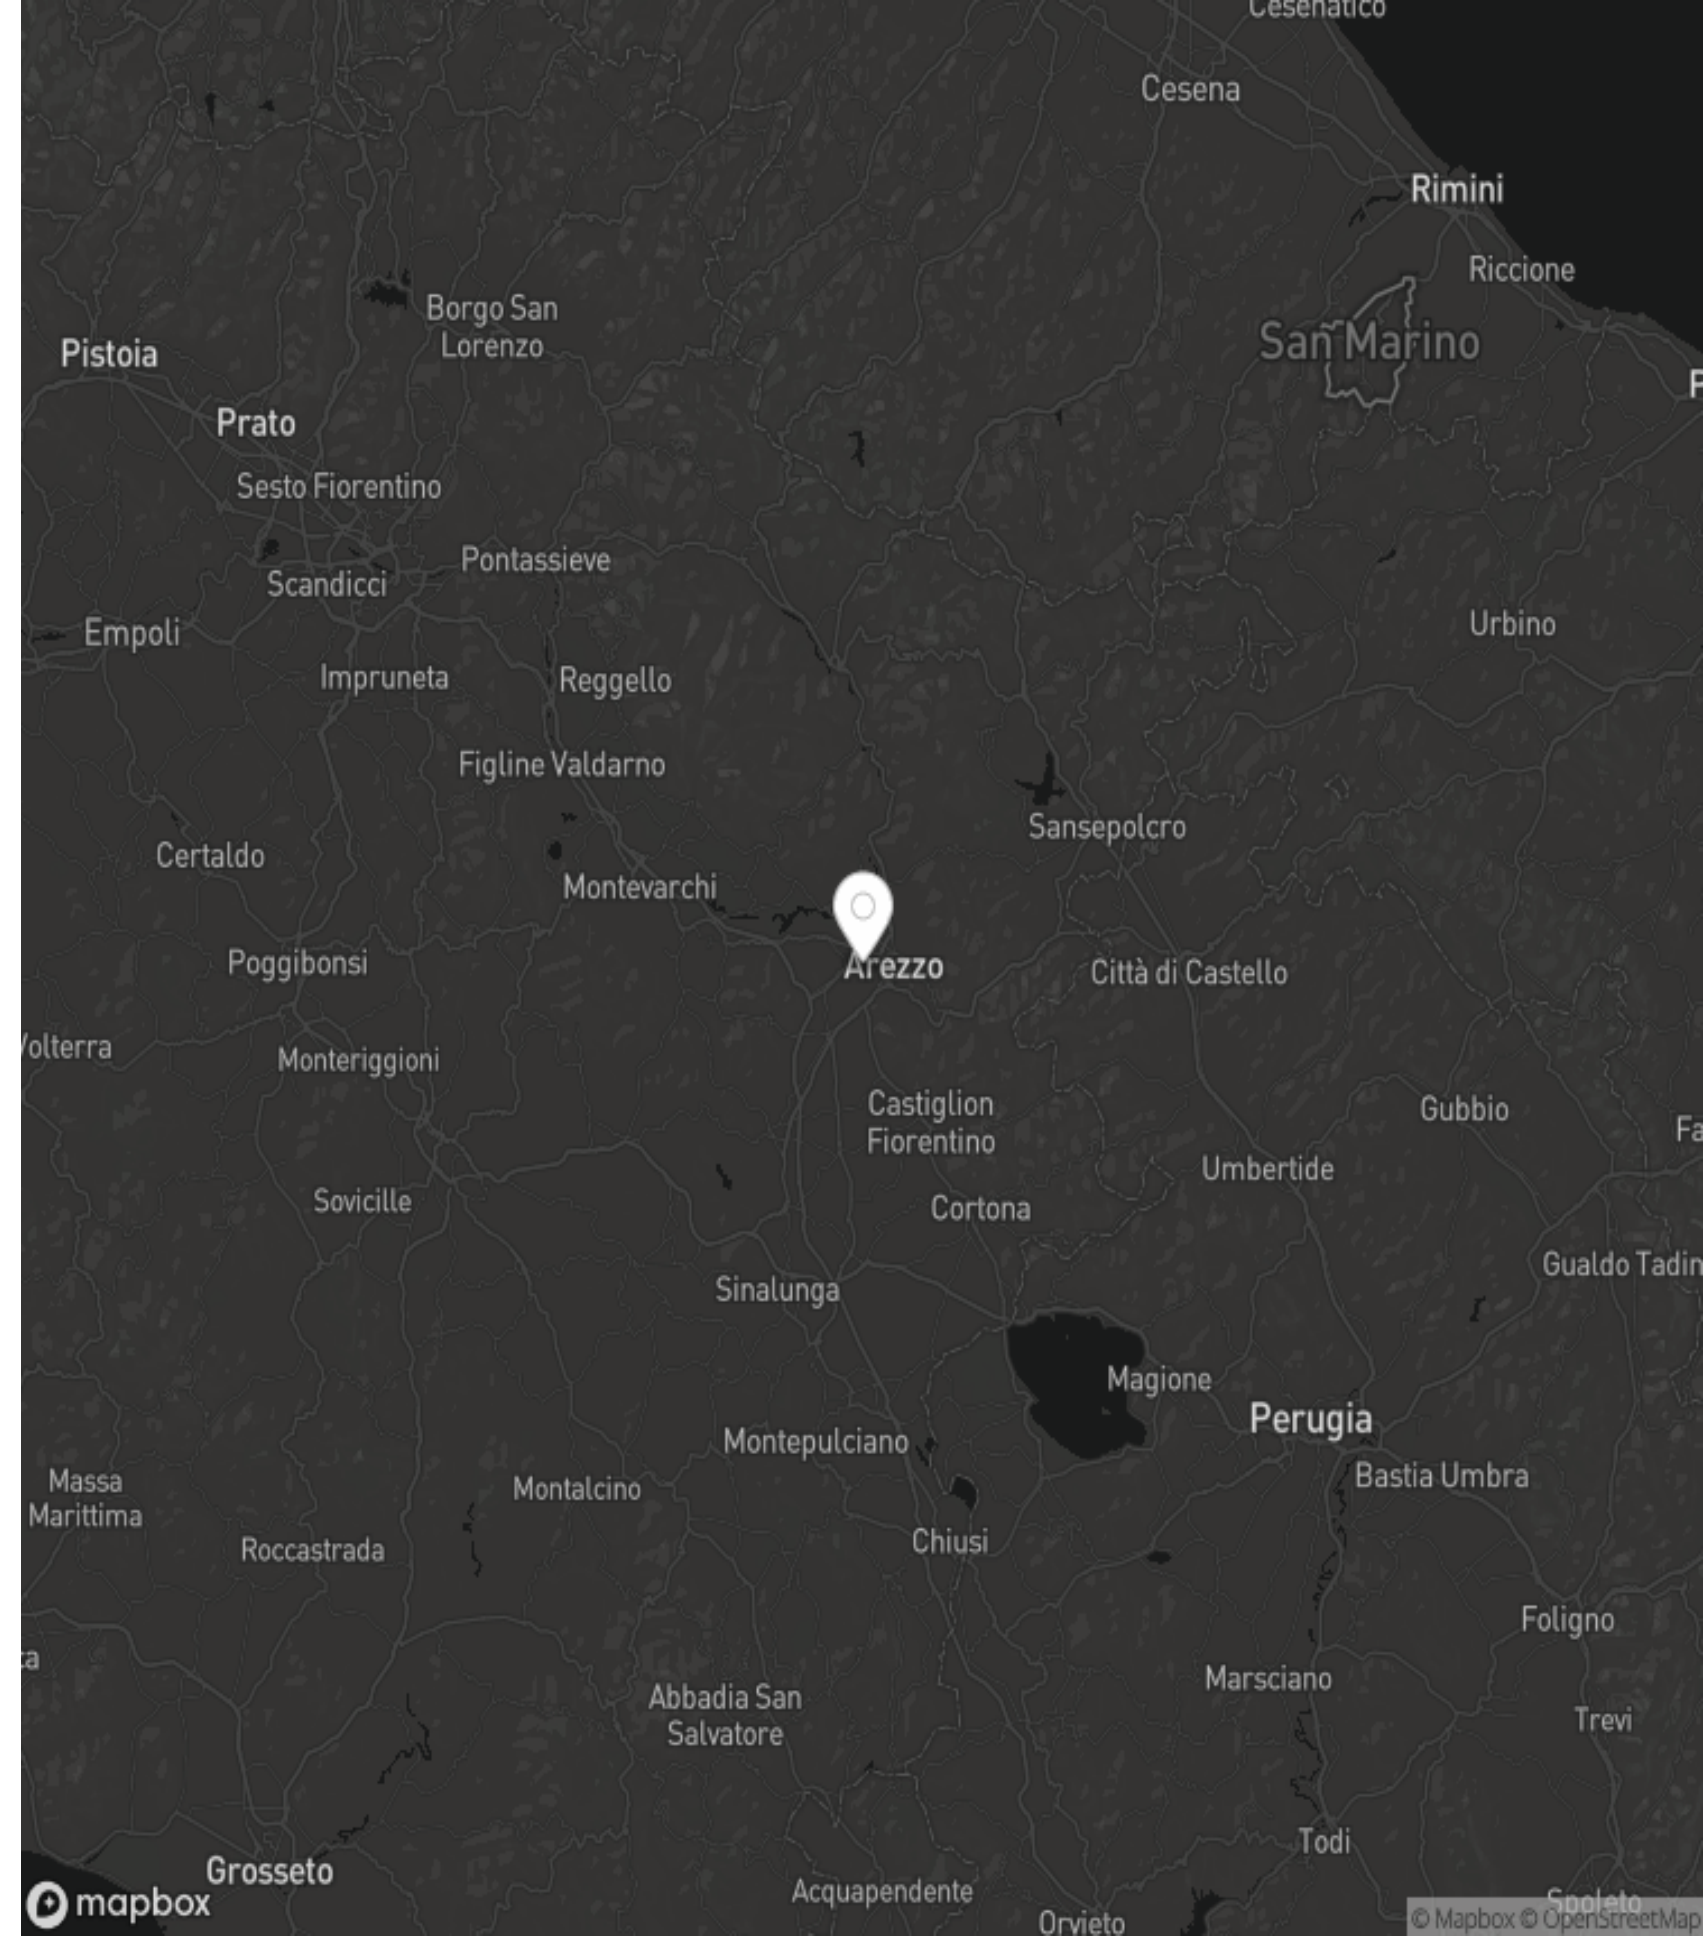 Cesenatico
Cesena
Rimini
Riccione
Borgo San
Lorenzo
San Marino
Pistoia
P
Prato
Sesto Fiorentino
Pontassieve
Scandicci
Empoli
Urbino
Impruneta
Reggello
Figline Valdarno
Sansepolcro
Certaldo
Montevarchi
Poggibonsi
Arezzo
Città di Castello
Volterra
Monteriggioni
Castiglion
Fiorentino
Gubbio
Fa
Umbertide
Sovicille
Cortona
Gualdo Tadin
Sinalunga
Magione
Perugia
Montepulciano
Massa
Marittima
Montalcino
Bastia Umbra
Roccastrada
Chiusi
Foligno
ta
Marsciano
Abbadia San
Salvatore
Trevi
Todi
Grosseto
Acquapendente
Spoleto
mapbox
Orvieto
© Mapbox © OpenStreetMap